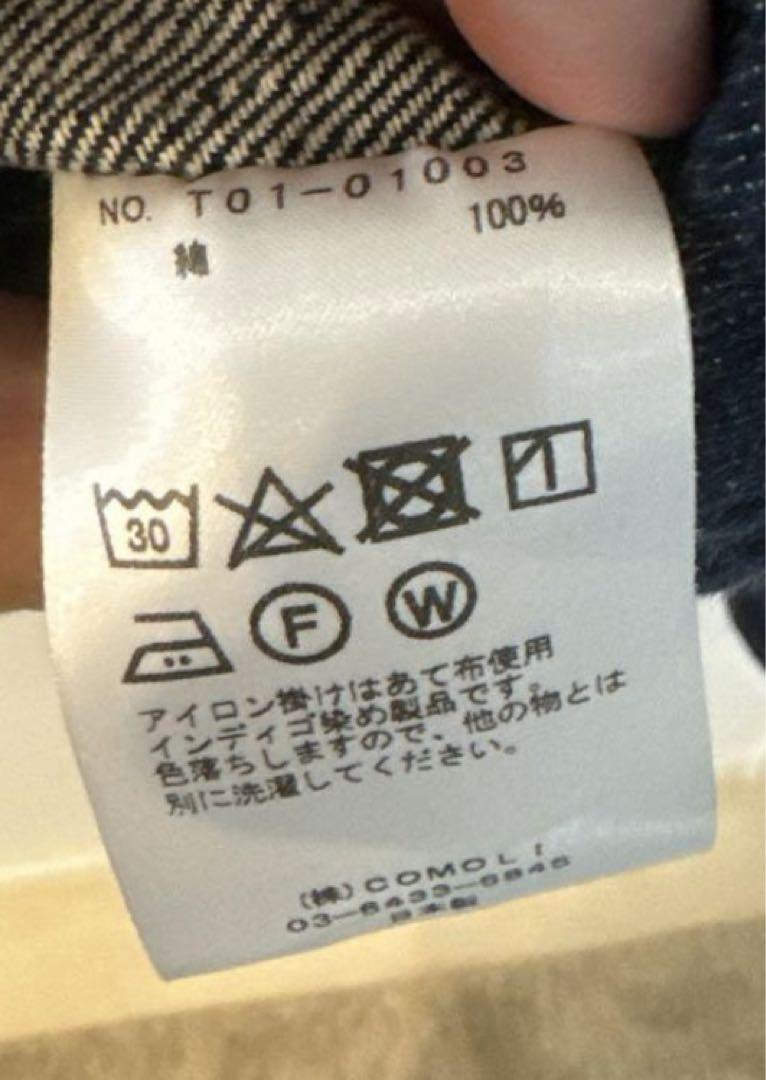 NO. T01-01003
綿 100%
30
F W
アイロン掛けはあて布使用
インディゴ染め製品です。
色落ちしますので、他の物とは
別に洗濯してください。
(株)COMOLI
03-6433-5846
日本製